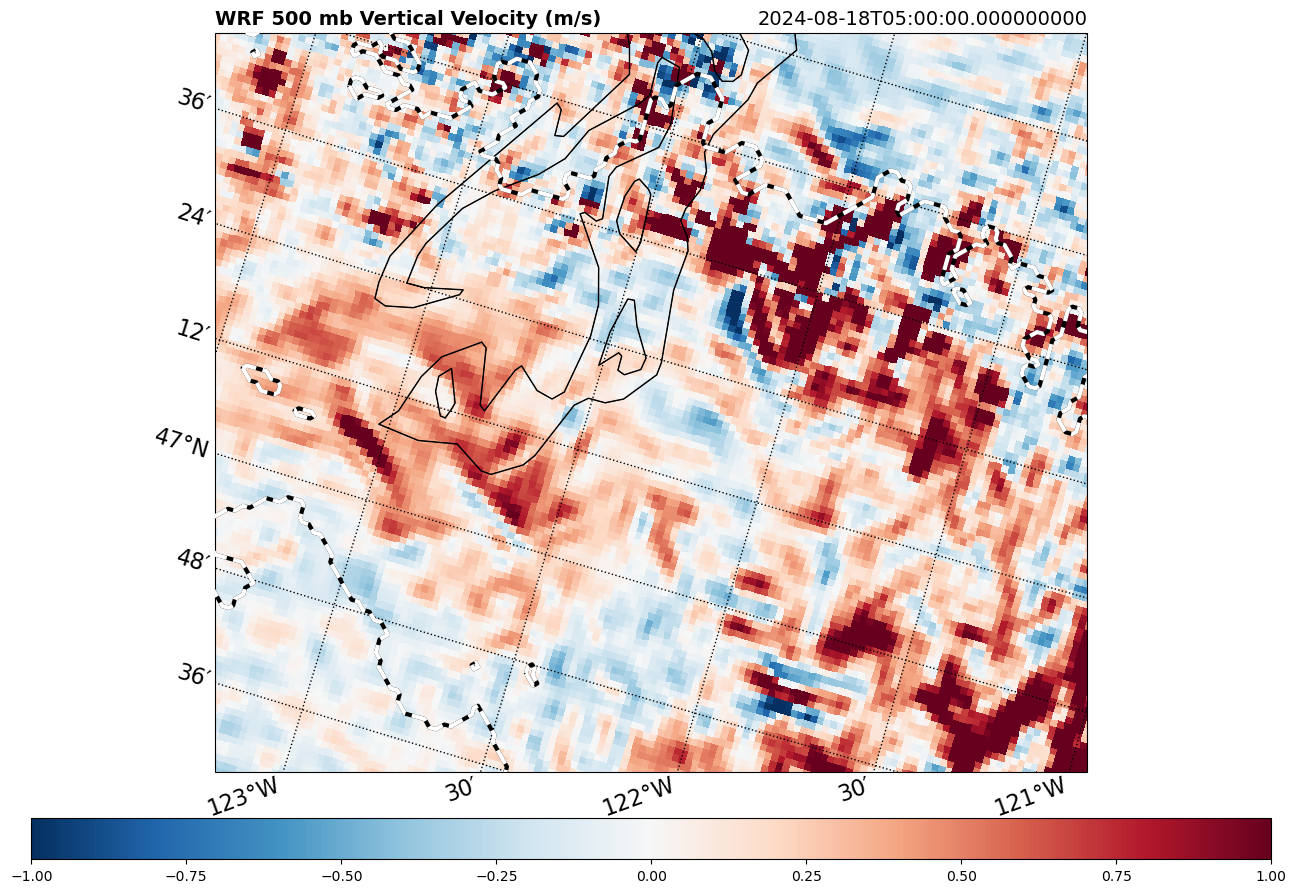 WRF 500 mb Vertical Velocity (m/s) 2024-08-18T05:00:00.000000000
36′
24′
12′
47°N
48′
36′
123°W 30′ 122°W 30′ 121°W
−1.00 −0.75 −0.50 −0.25 0.00 0.25 0.50 0.75 1.00